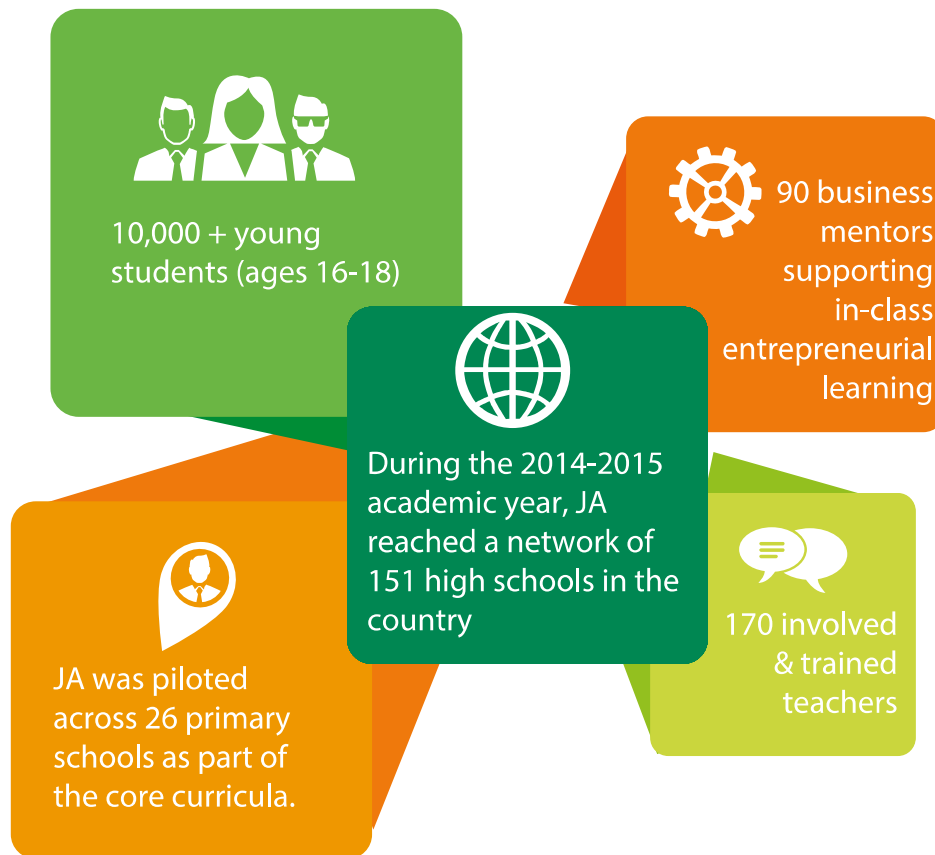 10,000 + young
students (ages 16-18)
90 business
mentors
supporting
in-class
entrepreneurial
learning
During the 2014-2015
academic year, JA
reached a network of
151 high schools in the
country
JA was piloted
across 26 primary
schools as part of
the core curricula.
170 involved
& trained
teachers